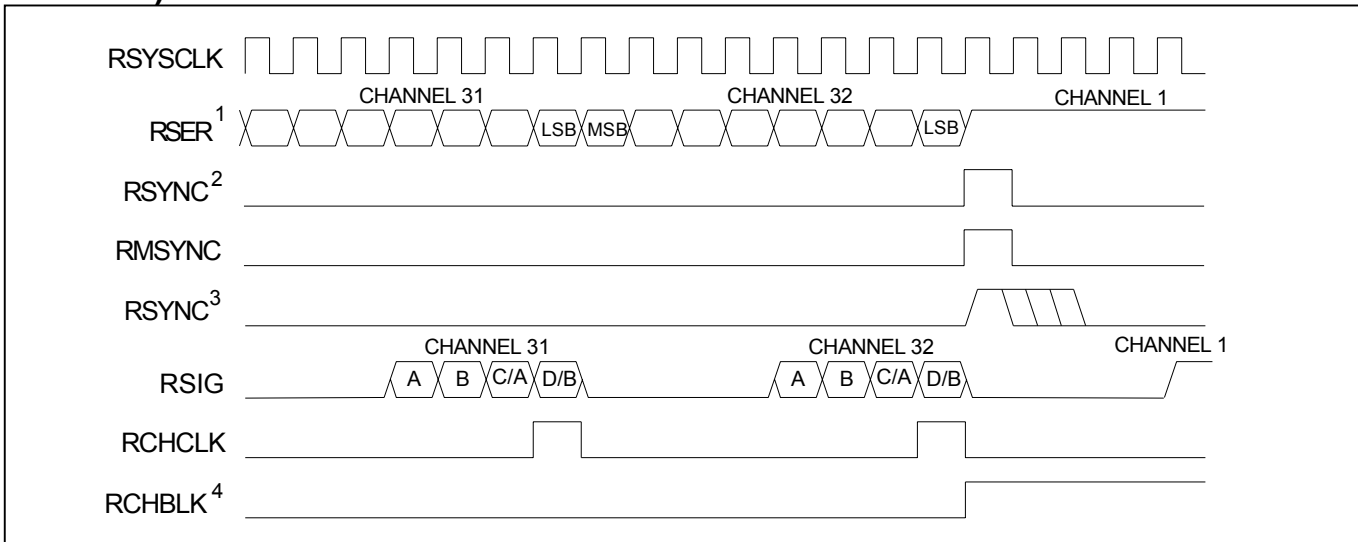 RSYSCLK
CHANNEL 31 CHANNEL 32 CHANNEL 1
RSER1 LSB MSB LSB
RSYNC2
RMSYNC
RSYNC3
CHANNEL 31 CHANNEL 32 CHANNEL 1
RSIG A B C/A D/B A B C/A D/B
RCHCLK
RCHBLK4